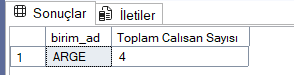 Sonuçlar İletiler
birim_ad Toplam Calısan Sayısı
1 ARGE 4